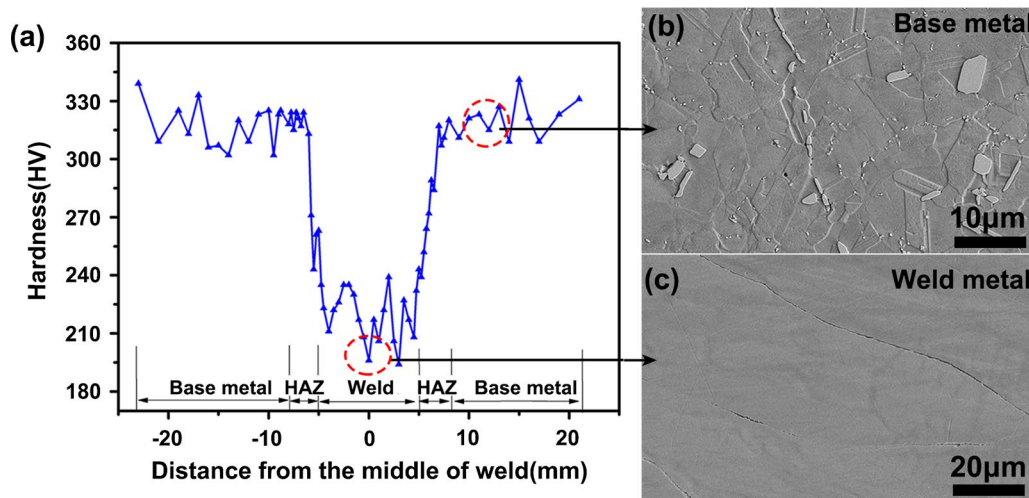 (a)
360
330
300
270
240
210
180
Hardness(HV)
Base metal
HAZ
Weld
HAZ
Base metal
-20
-10
0
10
20
Distance from the middle of weld(mm)
(b)
Base metal
10μm
(c)
Weld metal
20μm